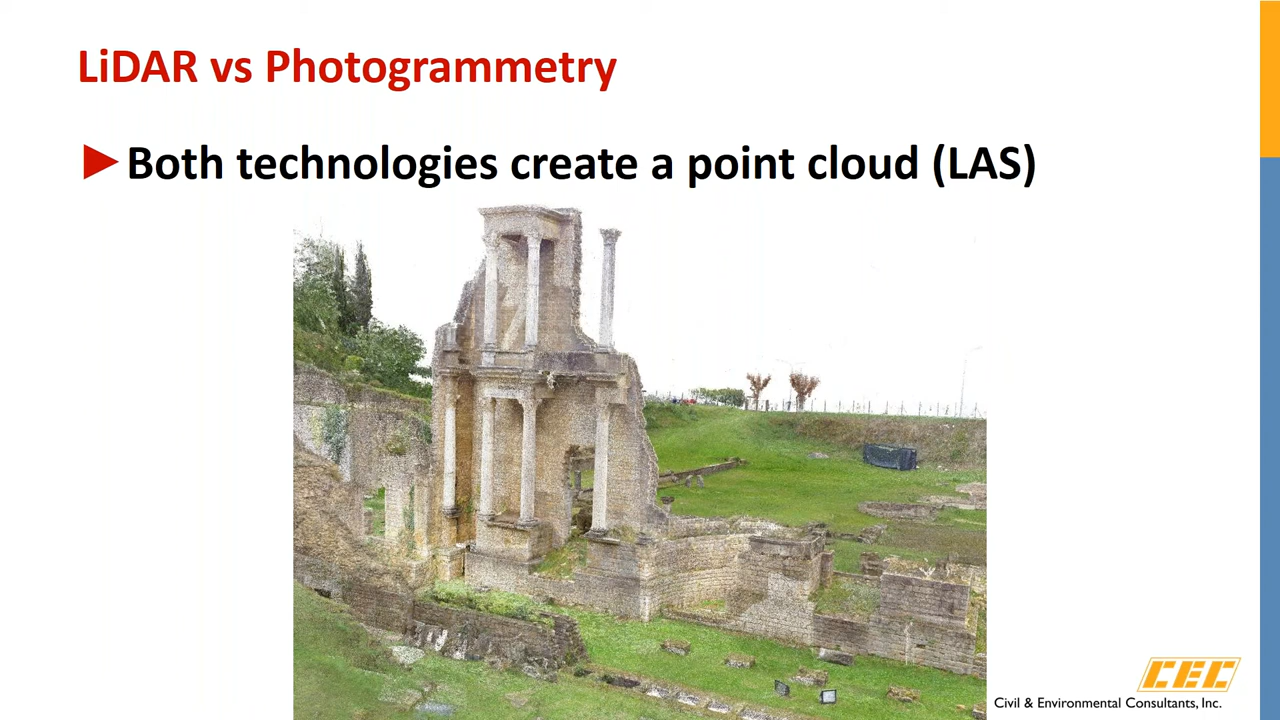 LiDAR vs Photogrammetry
Both technologies create a point cloud (LAS)
CEC
Civil & Environmental Consultants, Inc.